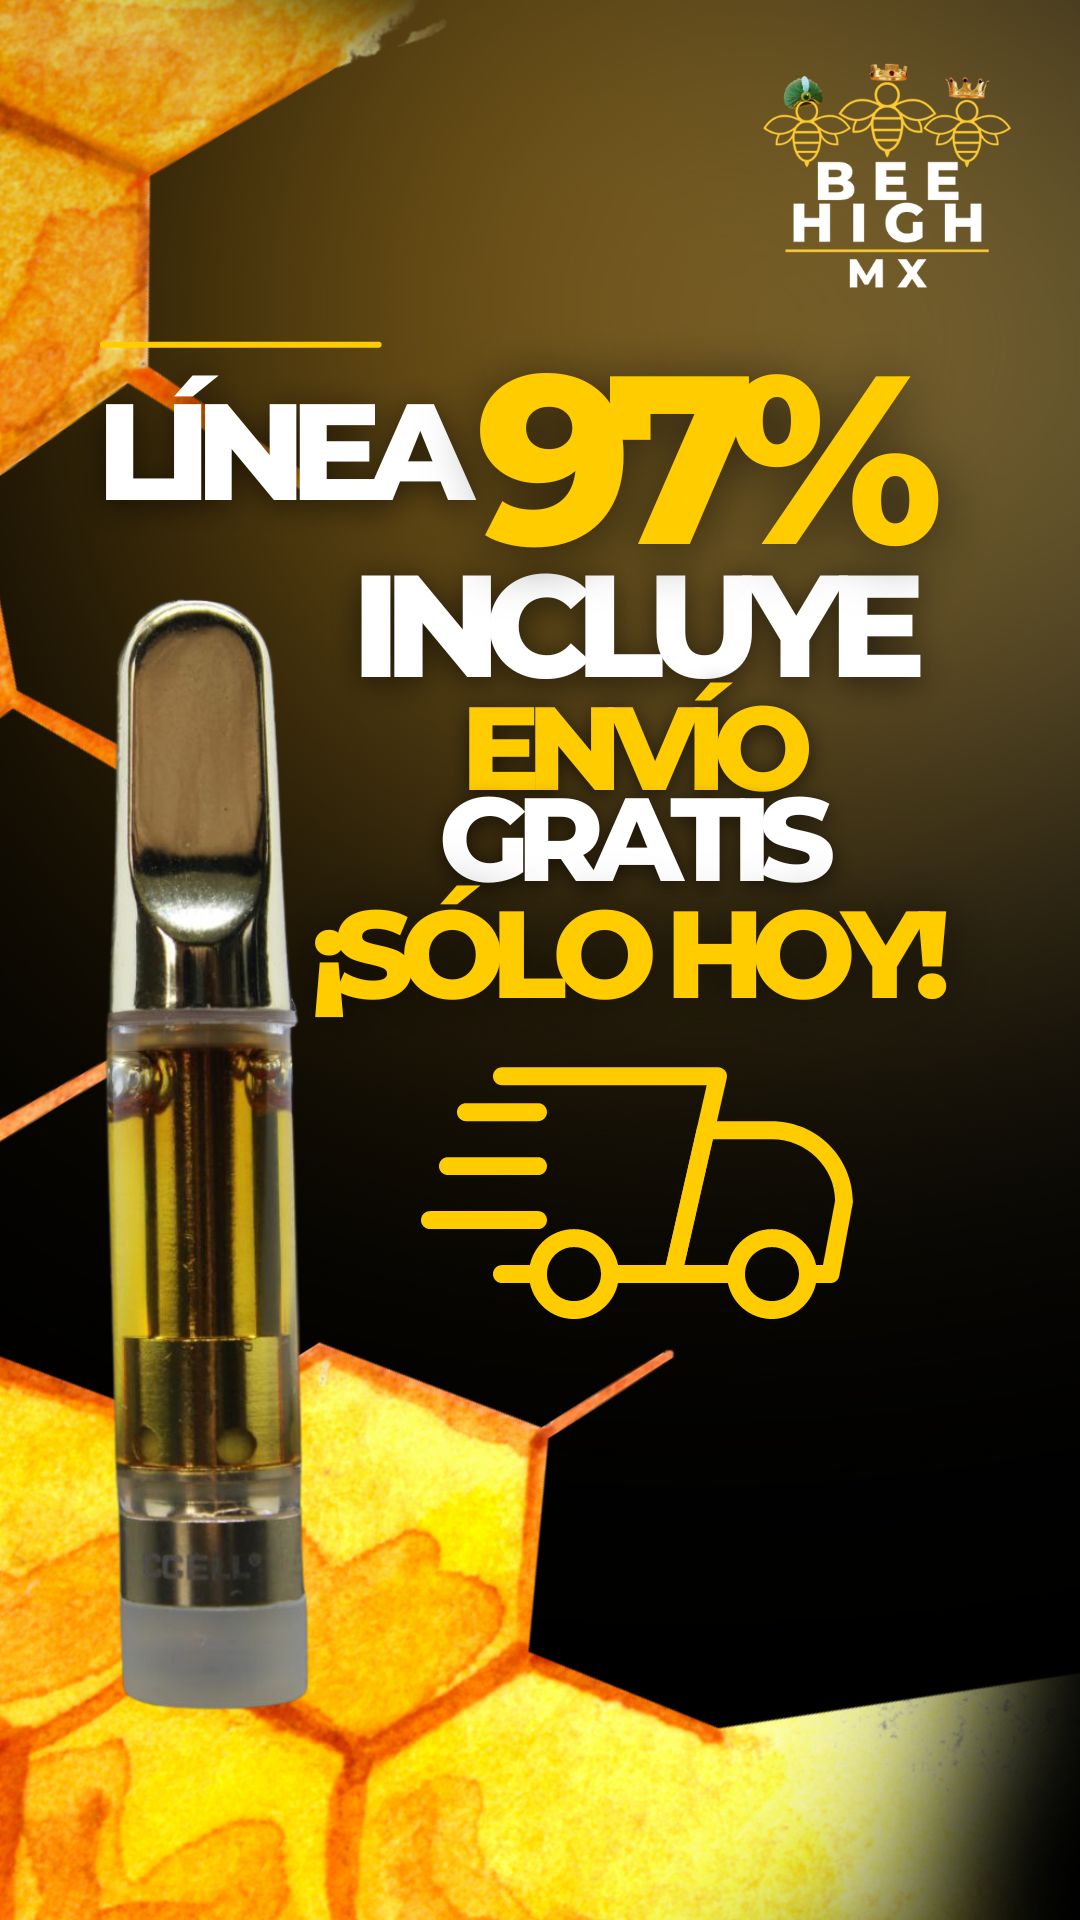 BEE
HIGH
MX
LÍNEA 97%
INCLUYE
ENVÍO
GRATIS
¡SÓLO HOY!
CCELL®